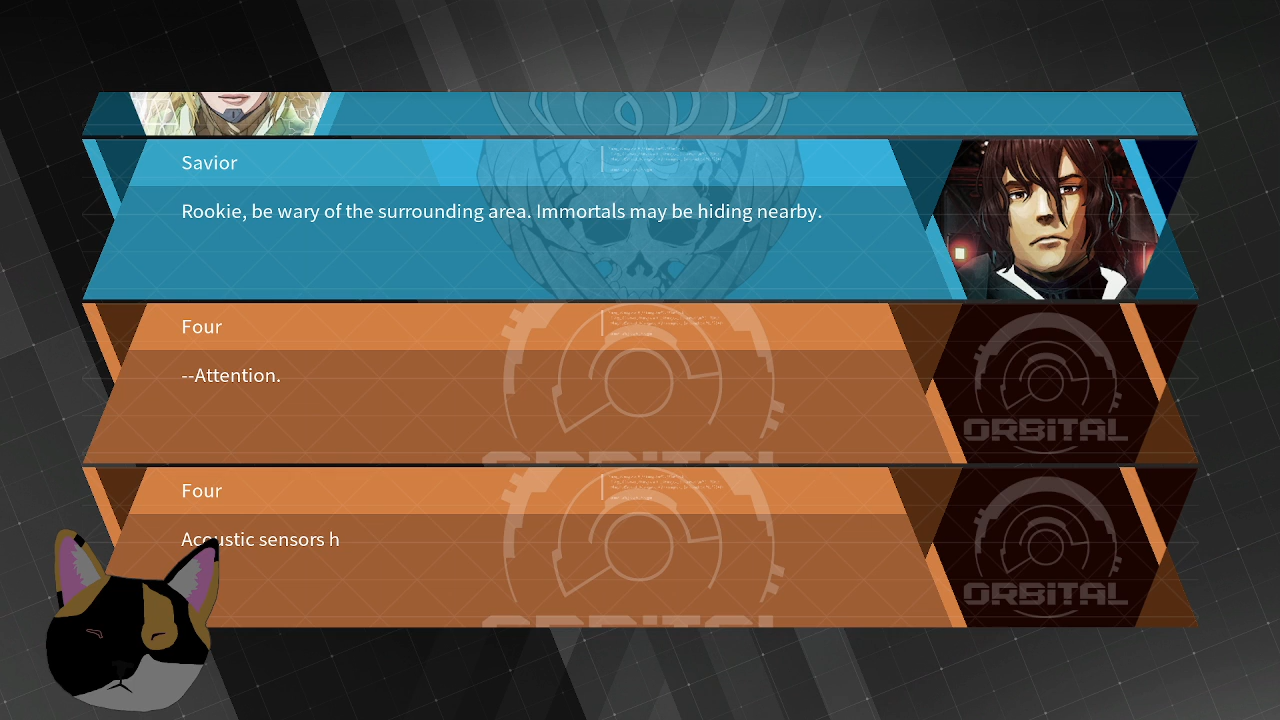 Savior
Rookie, be wary of the surrounding area. Immortals may be hiding nearby.
Four
--Attention.
ORBITAL
Four
Acoustic sensors h
ORBITAL